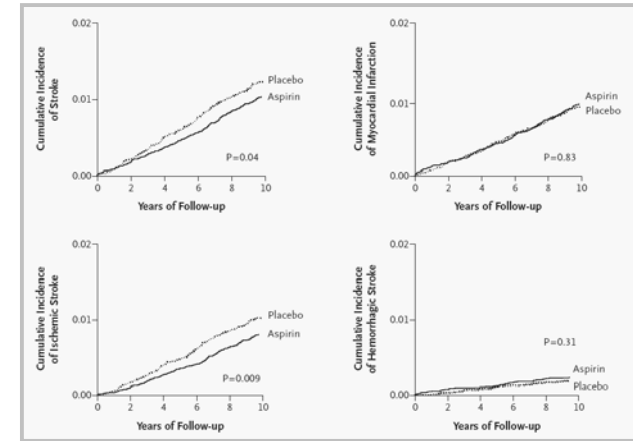 Cumulative Incidence
of Stroke
0.02
0.01
0.00
Placebo
Aspirin
P=0.04
0
2
4
6
8
10
Years of Follow-up
Cumulative Incidence
of Myocardial Infarction
0.02
0.01
0.00
Aspirin
Placebo
P=0.83
0
2
4
6
8
10
Years of Follow-up
Cumulative Incidence
of Ischemic Stroke
0.02
0.01
0.00
Placebo
Aspirin
P=0.009
0
2
4
6
8
10
Years of Follow-up
Cumulative Incidence
of Hemorrhagic Stroke
0.02
0.01
0.00
P=0.31
Aspirin
Placebo
0
2
4
6
8
10
Years of Follow-up